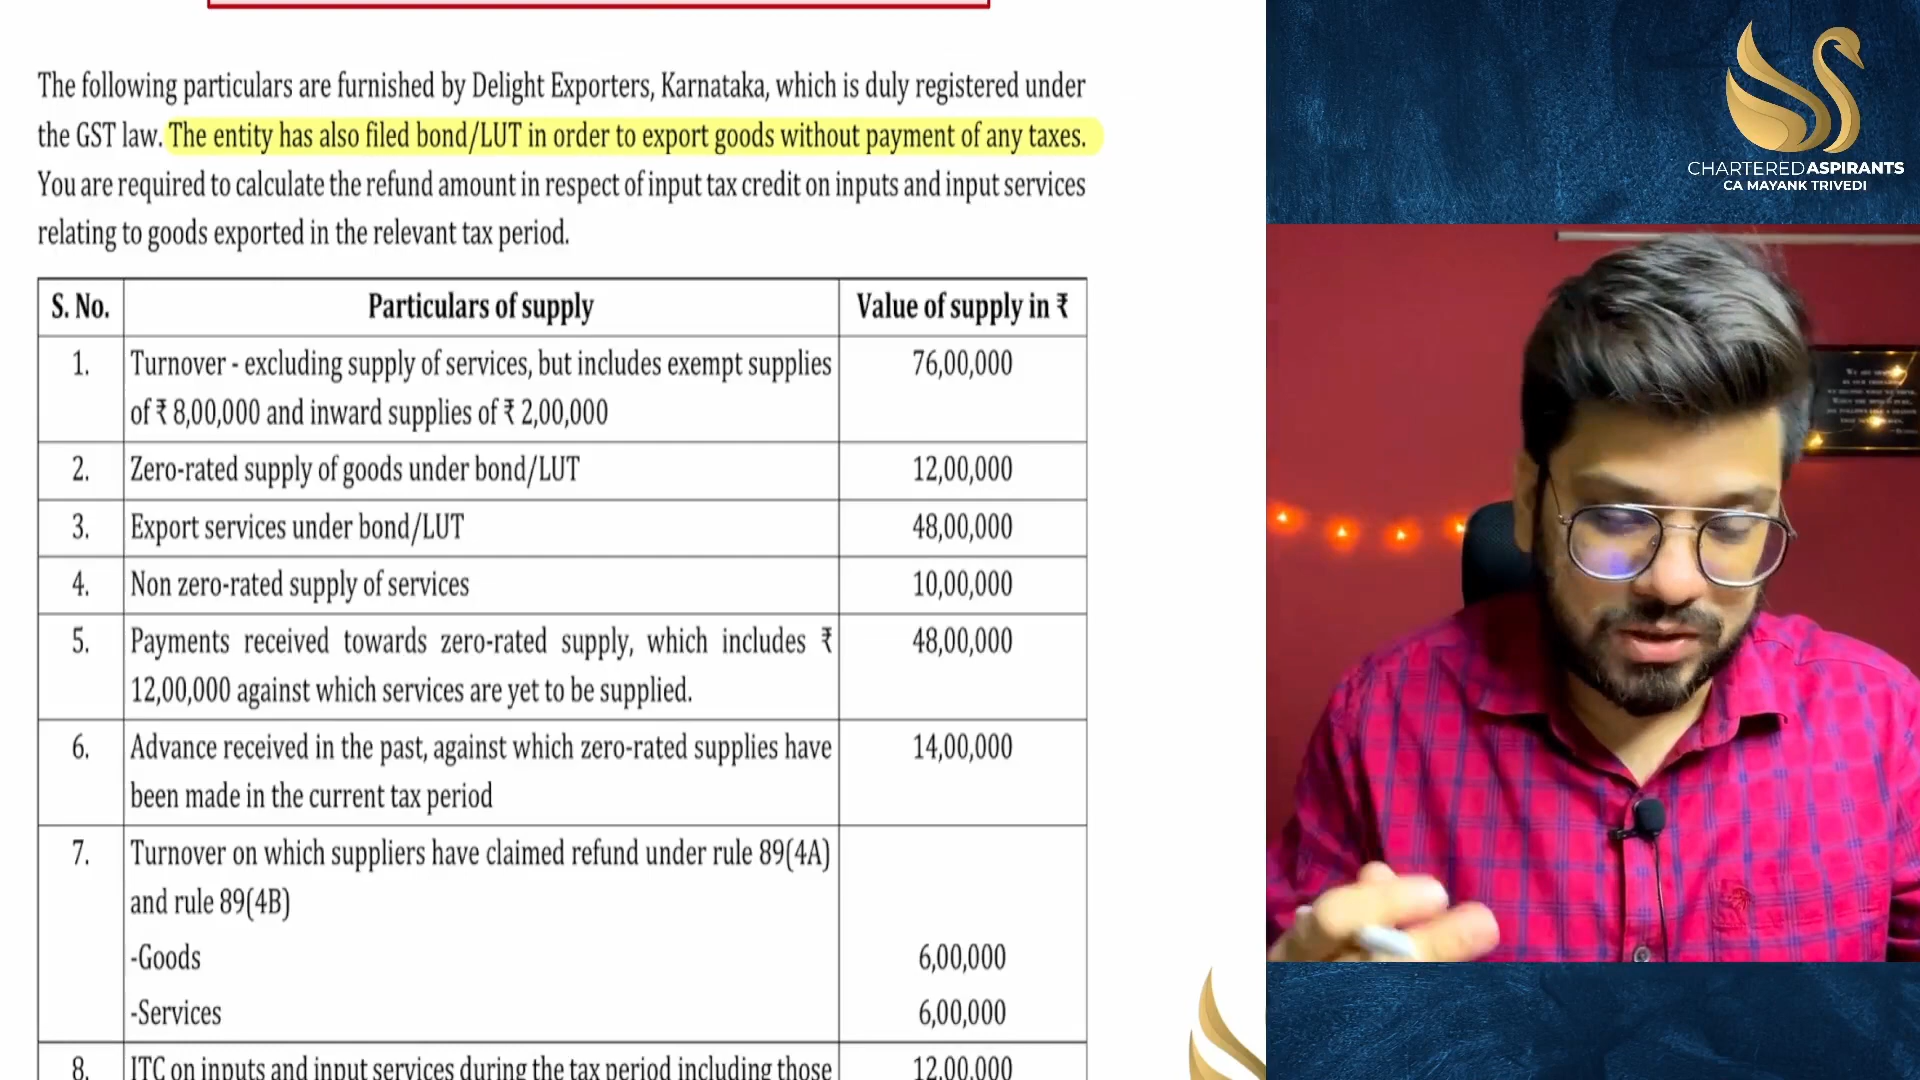 The following particulars are furnished by Delight Exporters, Karnataka, which is duly registered under
the GST law. The entity has also filed bond/LUT in order to export goods without payment of any taxes.
You are required to calculate the refund amount in respect of input tax credit on inputs and input services
relating to goods exported in the relevant tax period.
S. No. Particulars of supply Value of supply in ₹
1. Turnover - excluding supply of services, but includes exempt supplies 76,00,000
of ₹ 8,00,000 and inward supplies of ₹ 2,00,000
2. Zero-rated supply of goods under bond/LUT 12,00,000
3. Export services under bond/LUT 48,00,000
4. Non zero-rated supply of services 10,00,000
5. Payments received towards zero-rated supply, which includes ₹ 48,00,000
12,00,000 against which services are yet to be supplied.
6. Advance received in the past, against which zero-rated supplies have 14,00,000
been made in the current tax period
7. Turnover on which suppliers have claimed refund under rule 89(4A)
and rule 89(4B)
-Goods 6,00,000
-Services 6,00,000
8. ITC on inputs and input services during the tax period including those 12,00,000
CHARTERED ASPIRANTS
CA MAYANK TRIVEDI